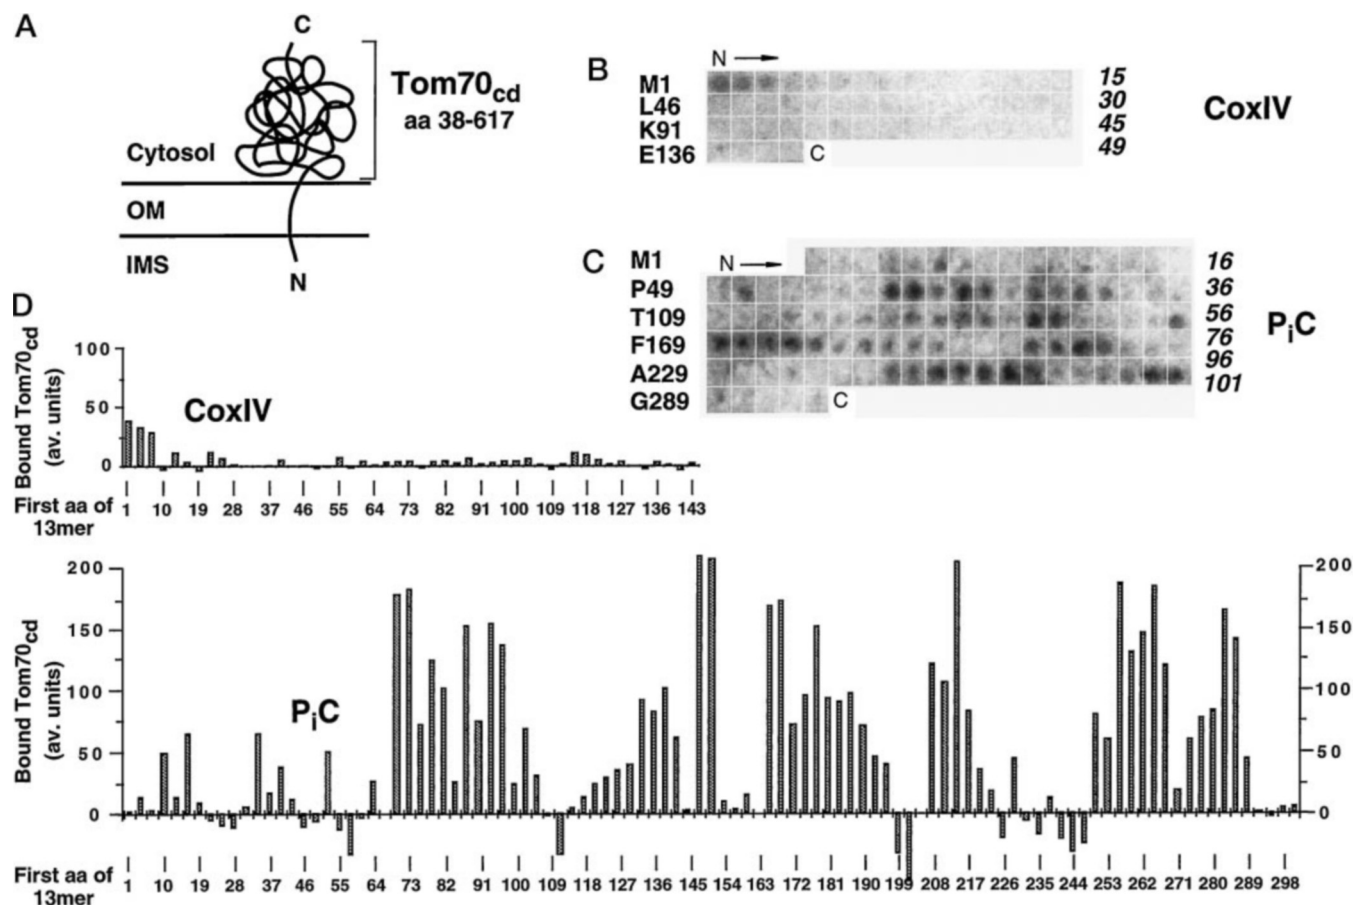 A
C
Tom70cd
aa 38-617
Cytosol
OM
IMS
N
B
N
M1 15
L46 30
K91 45
E136 C 49
CoxIV
C
N
M1 16
P49 36
T109 56
F169 76
A229 96
G289 C 101
PiC
D
Bound Tom70cd
(av. units)
100
50
0
CoxIV
First aa of
13mer
1 10 19 28 37 46 55 64 73 82 91 100 109 118 127 136 143
Bound Tom70cd
(av. units)
200 200
150 150
100 100
50 50
0 0
PiC
First aa of
13mer
1 10 19 28 37 46 55 64 73 82 91 100 109 118 127 136 145 154 163 172 181 190 199 208 217 226 235 244 253 262 271 280 289 298